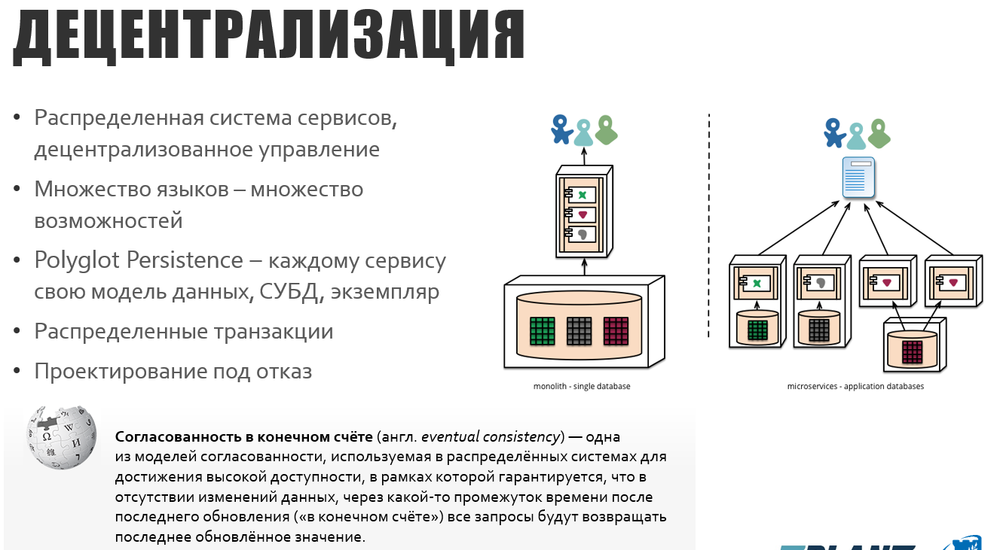 ДЕЦЕНТРАЛИЗАЦИЯ
• Распределенная система сервисов,
децентрализованное управление
• Множество языков – множество
возможностей
• Polyglot Persistence – каждому сервису
свою модель данных, СУБД, экземпляр
• Распределенные транзакции
• Проектирование под отказ
monolith - single database
microservices - application databases
Ω
W
И
維
Согласованность в конечном счёте (англ. eventual consistency) — одна
из моделей согласованности, используемая в распределённых системах для
достижения высокой доступности, в рамках которой гарантируется, что в
отсутствии изменений данных, через какой-то промежуток времени после
последнего обновления («в конечном счёте») все запросы будут возвращать
последнее обновлённое значение.